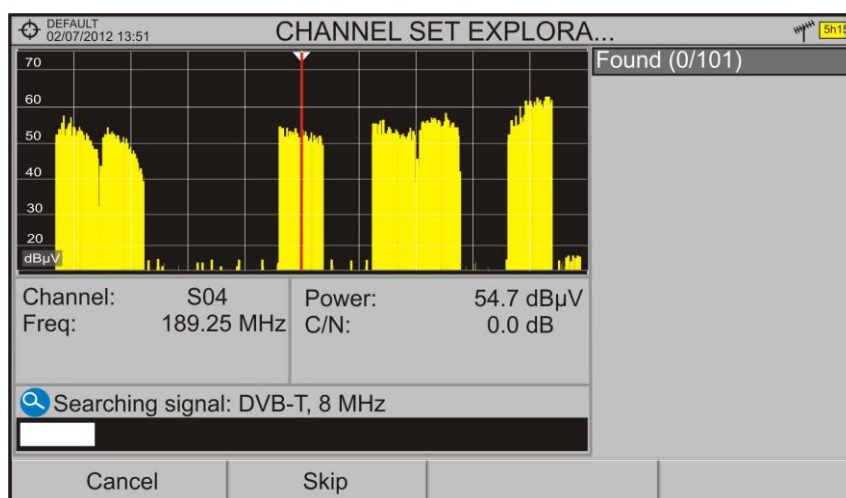 DEFAULT
02/07/2012 13:51
CHANNEL SET EXPLORA...
5h15
70
60
50
40
30
20
dBµV
Found (0/101)
Channel: S04
Freq: 189.25 MHz
Power: 54.7 dBµV
C/N: 0.0 dB
Searching signal: DVB-T, 8 MHz
Cancel
Skip